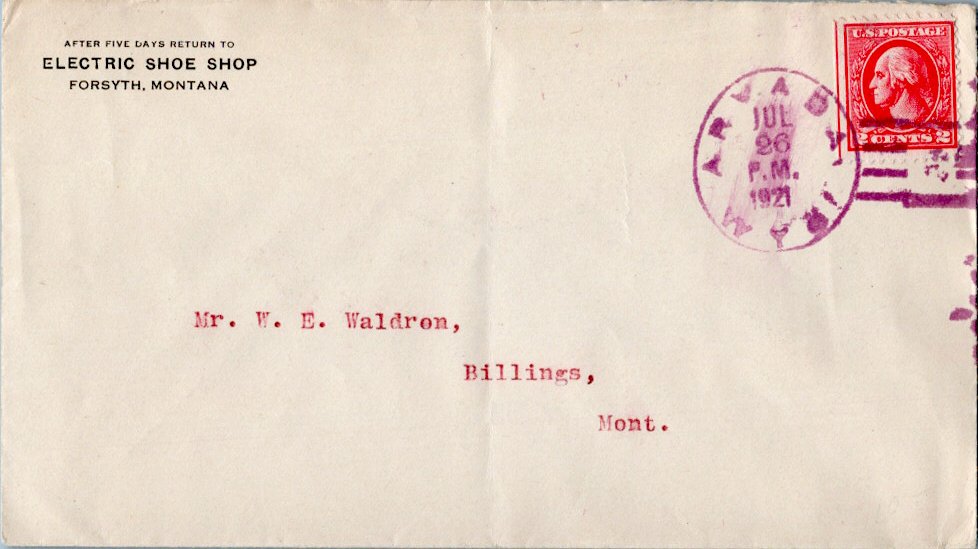 AFTER FIVE DAYS RETURN TO
ELECTRIC SHOE SHOP
FORSYTH, MONTANA
U.S. POSTAGE
2 CENTS 2
JUL
26
P.M.
1921
Mr. W. E. Waldron,
Billings,
Mont.